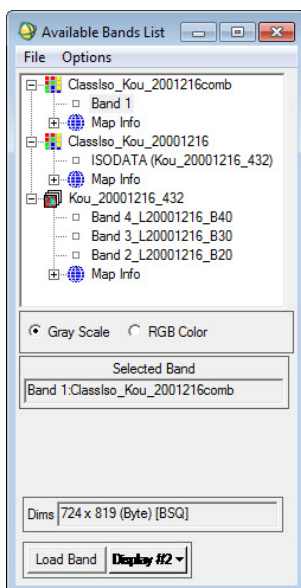 Available Bands List
File Options
ClassIso_Kou_2001216comb
Band 1
Map Info
ClassIso_Kou_20001216
ISODATA (Kou_20001216_432)
Map Info
Kou_20001216_432
Band 4_L20001216_B40
Band 3_L20001216_B30
Band 2_L20001216_B20
Map Info
Gray Scale RGB Color
Selected Band
Band 1:ClassIso_Kou_2001216comb
Dims 724 x 819 (Byte) [BSQ]
Load Band Display #2